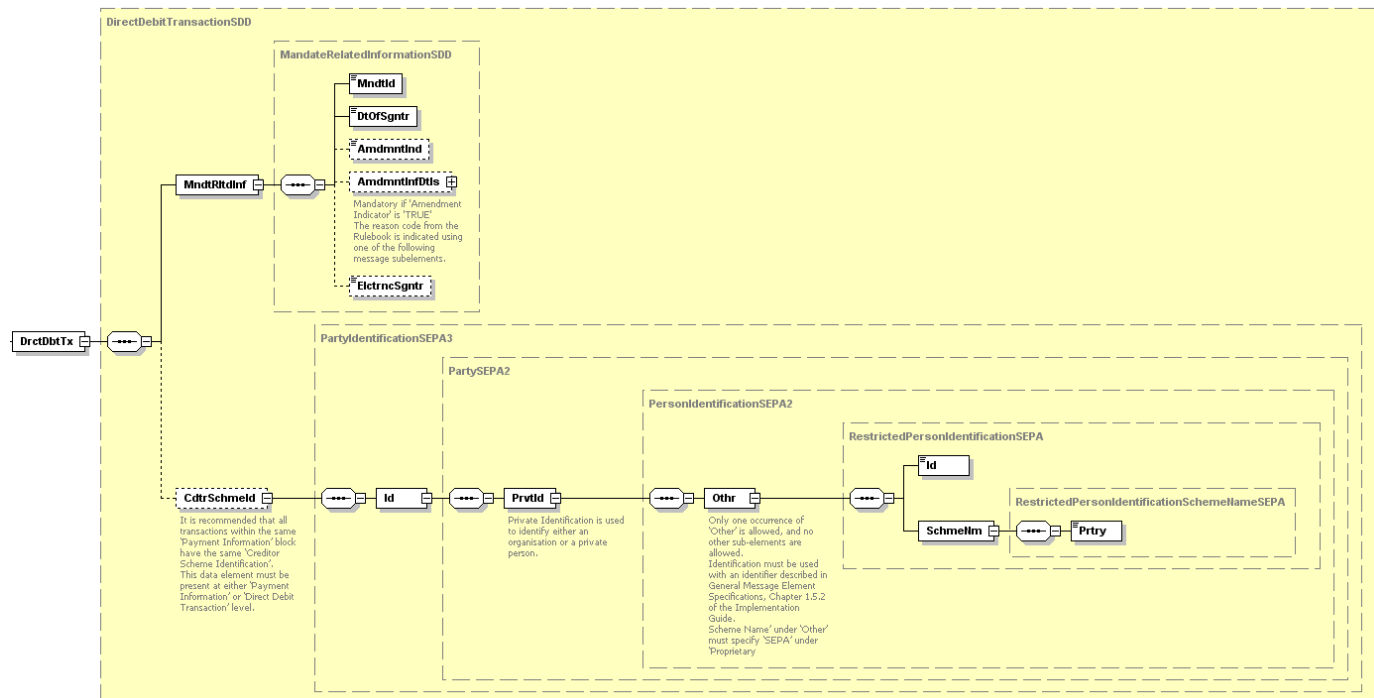 DirectDebitTransactionSDD
MandateRelatedInformationSDD
MndtId
DtOfSgntr
AmdmntInd
MndtRltdInf
AmdmntInfDtls
Mandatory if 'Amendment
Indicator' is 'TRUE'
The reason code from the
Rulebook is indicated using
one of the following
message subelements.
ElctrncSgntr
DrctDbtTx
PartyIdentificationSEPA3
PartySEPA2
PersonIdentificationSEPA2
RestrictedPersonIdentificationSEPA
Id
RestrictedPersonIdentificationSchemeNameSEPA
CdtrSchmeId
Id
PrvtId
Othr
SchmeNm
Prtry
It is recommended that all
transactions within the same
'Payment Information' block
have the same 'Creditor
Scheme Identification'.
This data element must be
present at either 'Payment
Information' or 'Direct Debit
Transaction' level.
Private Identification is used
to identify either an
organisation or a private
person.
Only one occurrence of
'Other' is allowed, and no
other sub-elements are
allowed.
Identification must be used
with an identifier described in
General Message Element
Specifications, Chapter 1.5.2
of the Implementation
Guide.
Scheme Name' under 'Other'
must specify 'SEPA' under
'Proprietary